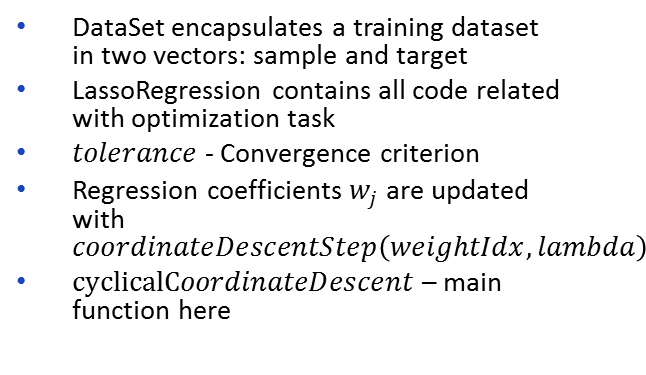 • DataSet encapsulates a training dataset
in two vectors: sample and target
• LassoRegression contains all code related
with optimization task
• tolerance - Convergence criterion
• Regression coefficients wⱼ are updated
with
coordinateDescentStep(weightIdx, lambda)
• cyclicalCoordinateDescent – main
function here